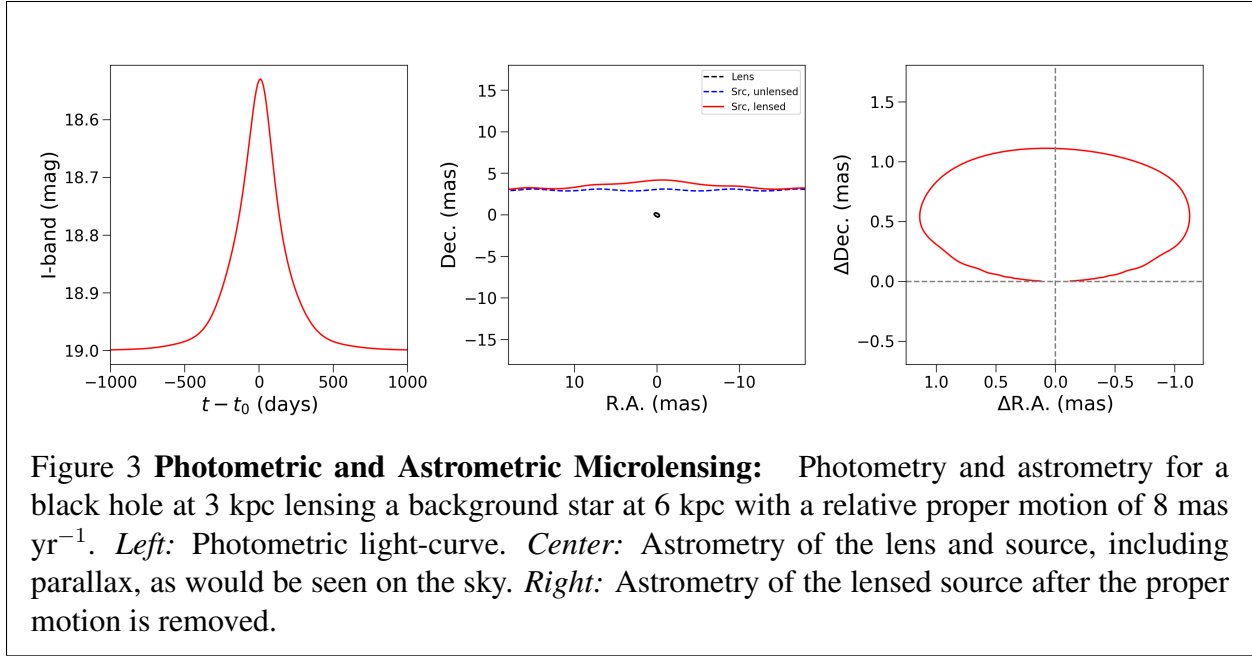 18.6
18.7
18.8
18.9
19.0
I-band (mag)
−1000
−500
0
500
1000
t − t₀ (days)
15
10
5
0
−5
−10
−15
Dec. (mas)
Lens
Src, unlensed
Src, lensed
10
0
−10
R.A. (mas)
1.5
1.0
0.5
0.0
−0.5
ΔDec. (mas)
1.0
0.5
0.0
−0.5
−1.0
ΔR.A. (mas)
Figure 3 Photometric and Astrometric Microlensing: Photometry and astrometry for a
black hole at 3 kpc lensing a background star at 6 kpc with a relative proper motion of 8 mas
yr⁻¹. Left: Photometric light-curve. Center: Astrometry of the lens and source, including
parallax, as would be seen on the sky. Right: Astrometry of the lensed source after the proper
motion is removed.